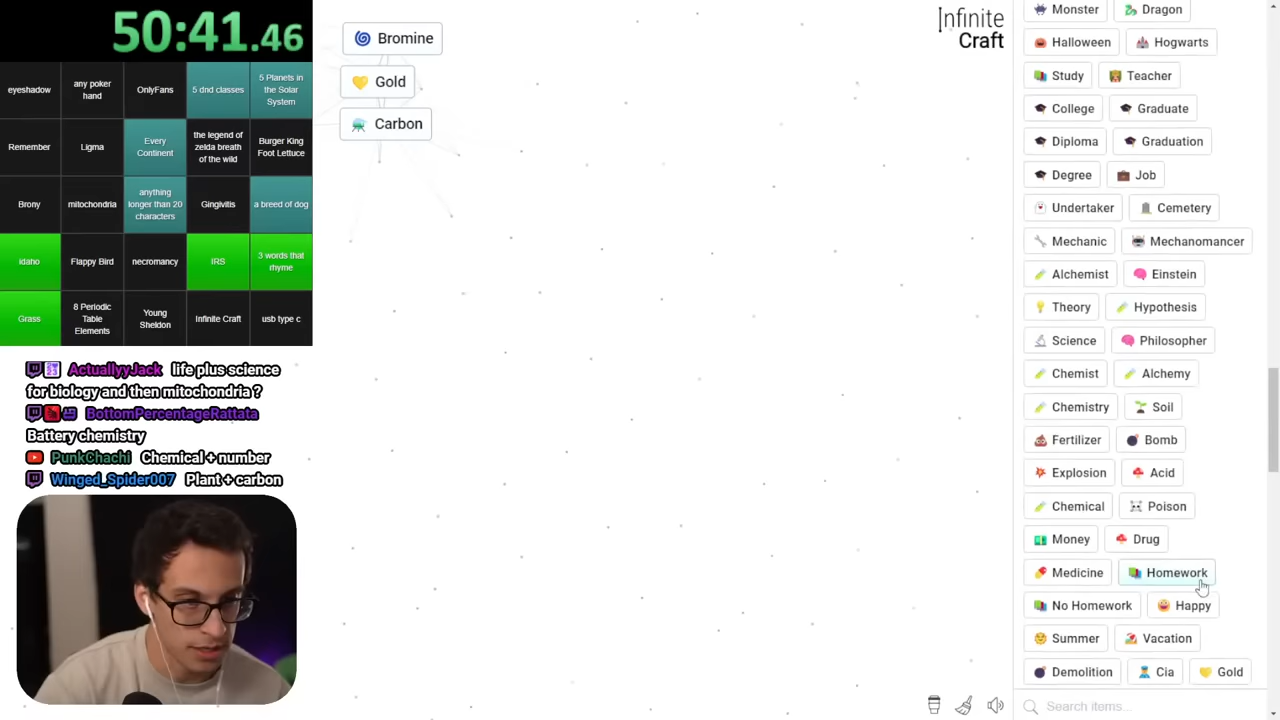 50:41.46
eyeshadow
any poker
hand
OnlyFans
5 dnd classes
5 Planets in
the Solar
System
Remember
Ligma
Every
Continent
the legend of
zelda breath
of the wild
Burger King
Foot Lettuce
Brony
mitochondria
anything
longer than 20
characters
Gingivitis
a breed of dog
idaho
Flappy Bird
necromancy
IRS
3 words that
rhyme
Grass
8 Periodic
Table
Elements
Young
Sheldon
Infinite Craft
usb type c
ActuallyyJack life plus science
for biology and then mitochondria ?
BottomPercentageRattata
Battery chemistry
PunkChachi Chemical + number
Winged_Spider007 Plant + carbon
Bromine
Gold
Carbon
Infinite
Craft
Monster Dragon
Halloween Hogwarts
Study Teacher
College Graduate
Diploma Graduation
Degree Job
Undertaker Cemetery
Mechanic Mechanomancer
Alchemist Einstein
Theory Hypothesis
Science Philosopher
Chemist Alchemy
Chemistry Soil
Fertilizer Bomb
Explosion Acid
Chemical Poison
Money Drug
Medicine Homework
No Homework Happy
Summer Vacation
Demolition Cia Gold
Search items...